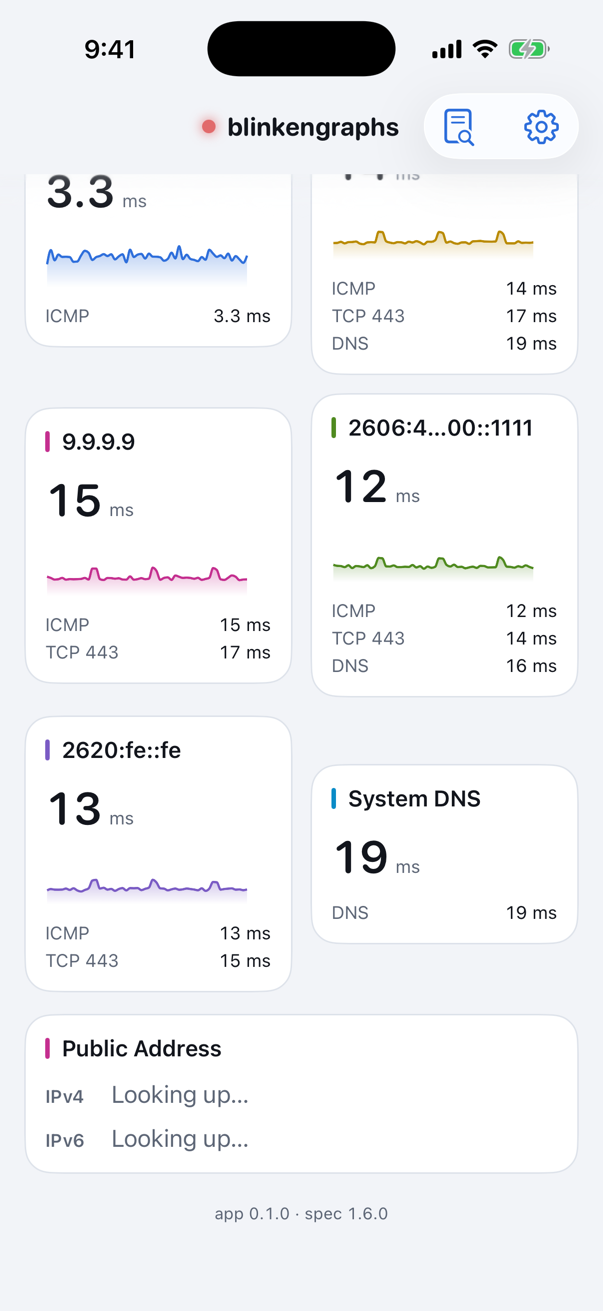 9:41
blinkengraphs
3.3 ms
ms
ICMP 3.3 ms
ICMP 14 ms
TCP 443 17 ms
DNS 19 ms
9.9.9.9
15 ms
ICMP 15 ms
TCP 443 17 ms
2606:4...00::1111
12 ms
ICMP 12 ms
TCP 443 14 ms
DNS 16 ms
2620:fe::fe
13 ms
ICMP 13 ms
TCP 443 15 ms
System DNS
19 ms
DNS 19 ms
Public Address
IPv4 Looking up...
IPv6 Looking up...
app 0.1.0 · spec 1.6.0